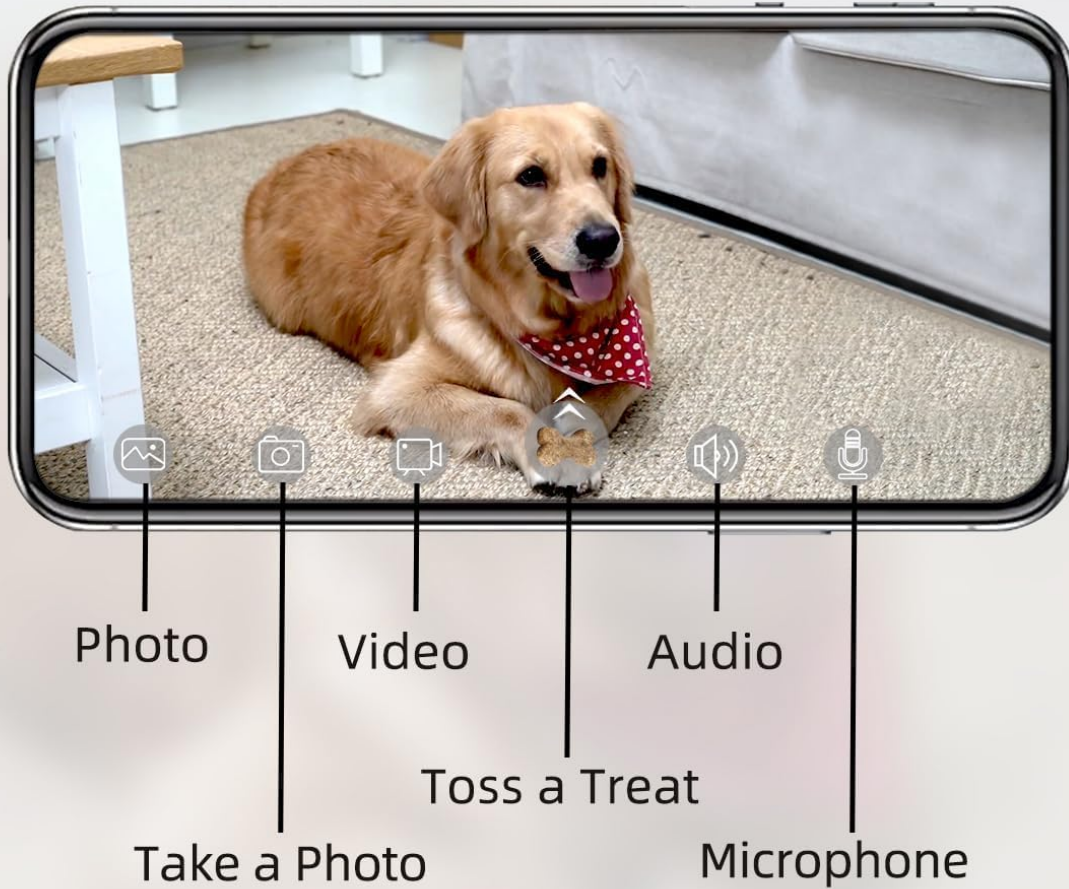 Photo
Video
Audio
Toss a Treat
Take a Photo
Microphone